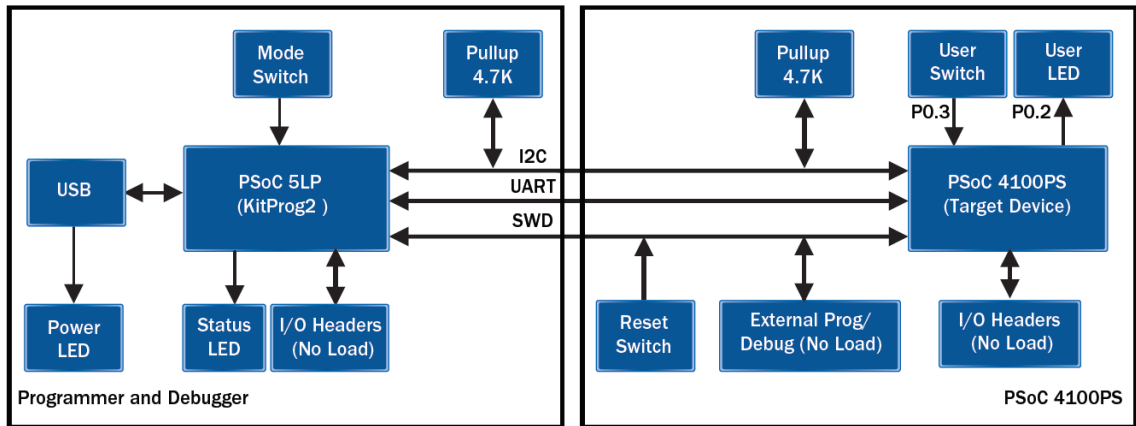 Mode
Switch
Pullup
4.7K
Pullup
4.7K
User
Switch
User
LED
P0.3
P0.2
I2C
UART
SWD
USB
PSoC 5LP
(KitProg2 )
PSoC 4100PS
(Target Device)
Power
LED
Status
LED
I/O Headers
(No Load)
Reset
Switch
External Prog/
Debug (No Load)
I/O Headers
(No Load)
Programmer and Debugger
PSoC 4100PS